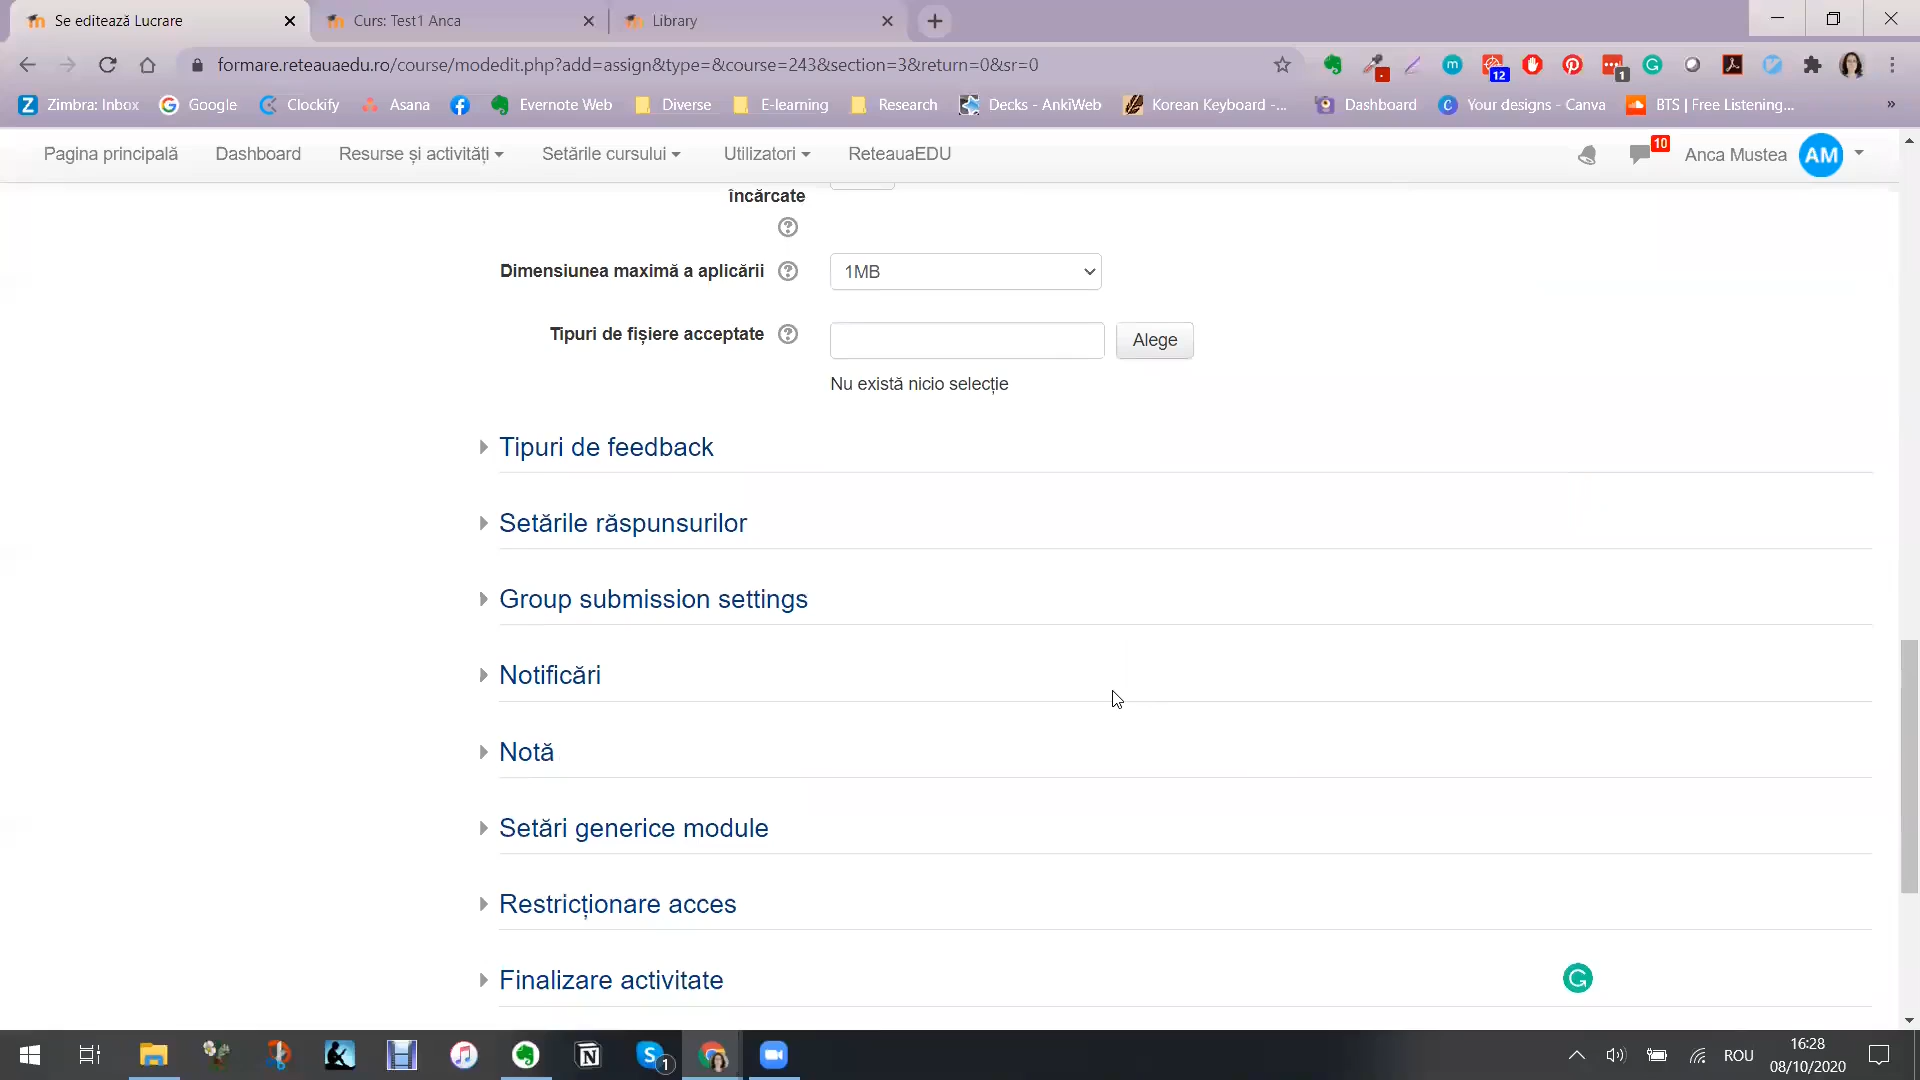 Se editează Lucrare
Curs: Test1 Anca
Library
formare.reteauaedu.ro/course/modedit.php?add=assign&type=&course=243&section=3&return=0&sr=0
12
1
Zimbra: Inbox
Google
Clockify
Asana
Evernote Web
Diverse
E-learning
Research
Decks - AnkiWeb
Korean Keyboard -...
Dashboard
Your designs - Canva
BTS | Free Listening...
»
Pagina principală
Dashboard
Resurse și activități
Setările cursului
Utilizatori
ReteauaEDU
10
Anca Mustea
AM
încărcate
Dimensiunea maximă a aplicării
1MB
Tipuri de fișiere acceptate
Alege
Nu există nicio selecție
Tipuri de feedback
Setările răspunsurilor
Group submission settings
Notificări
Notă
Setări generice module
Restricționare acces
Finalizare activitate
1
ROU
16:28
08/10/2020